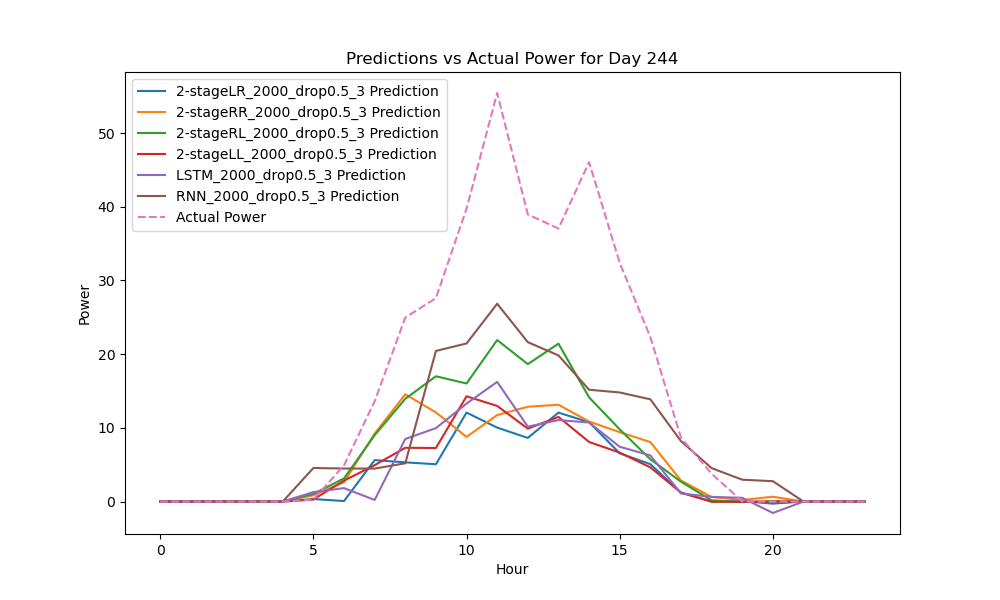 Predictions vs Actual Power for Day 244
2-stageLR_2000_drop0.5_3 Prediction
2-stageRR_2000_drop0.5_3 Prediction
2-stageRL_2000_drop0.5_3 Prediction
2-stageLL_2000_drop0.5_3 Prediction
LSTM_2000_drop0.5_3 Prediction
RNN_2000_drop0.5_3 Prediction
Actual Power
Power
50
40
30
20
10
0
0 5 10 15 20
Hour